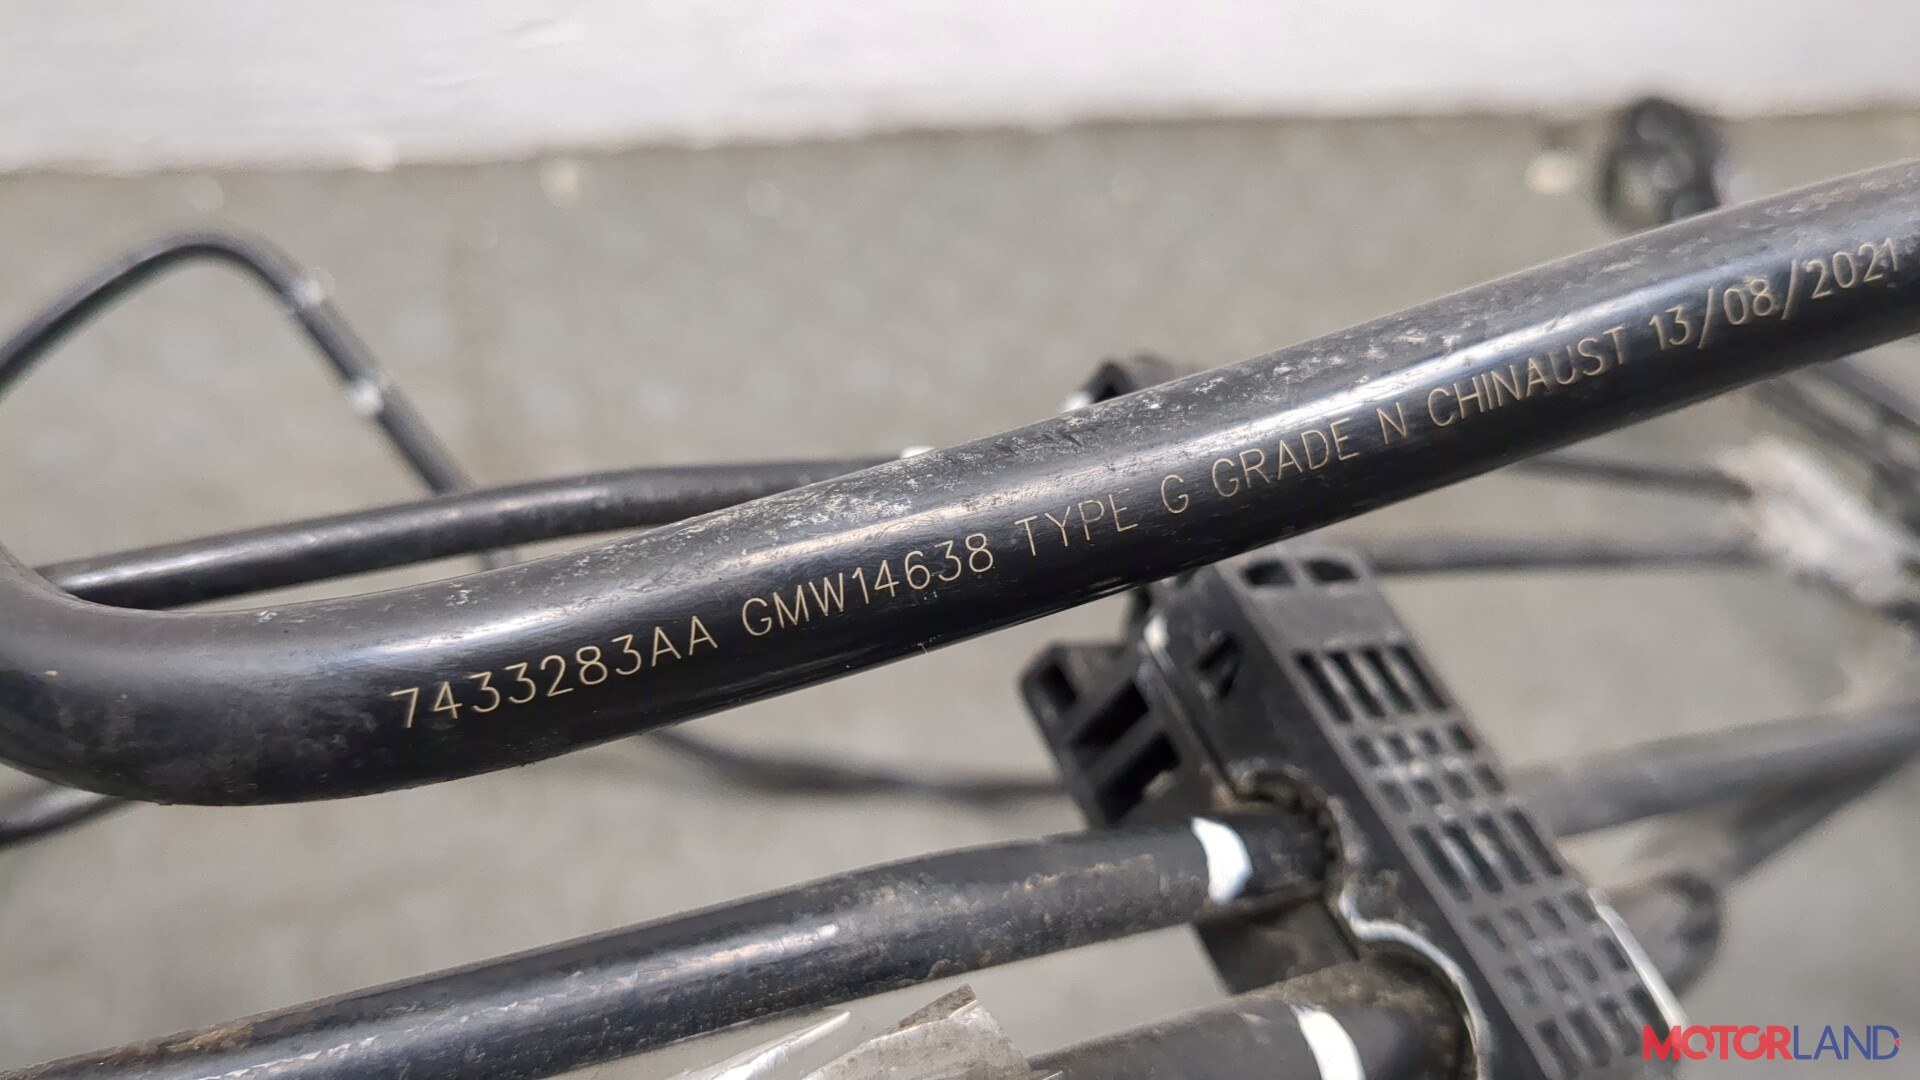 7433283AA GMW14638 TYPE G GRADE N CHINAUST 13/08/2021
MOTORLAND